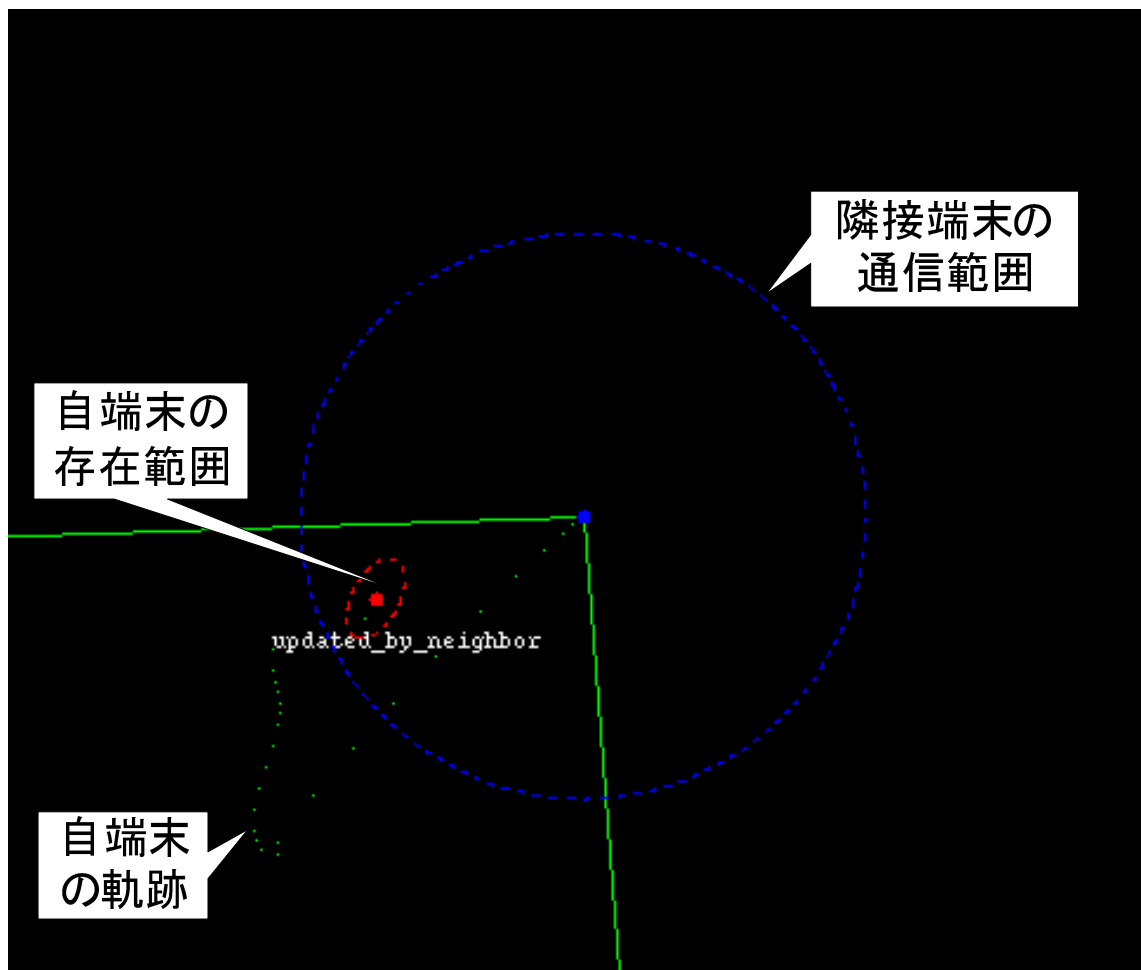 隣接端末の
通信範囲
自端末の
存在範囲
updated_by_neighbor
自端末
の軌跡